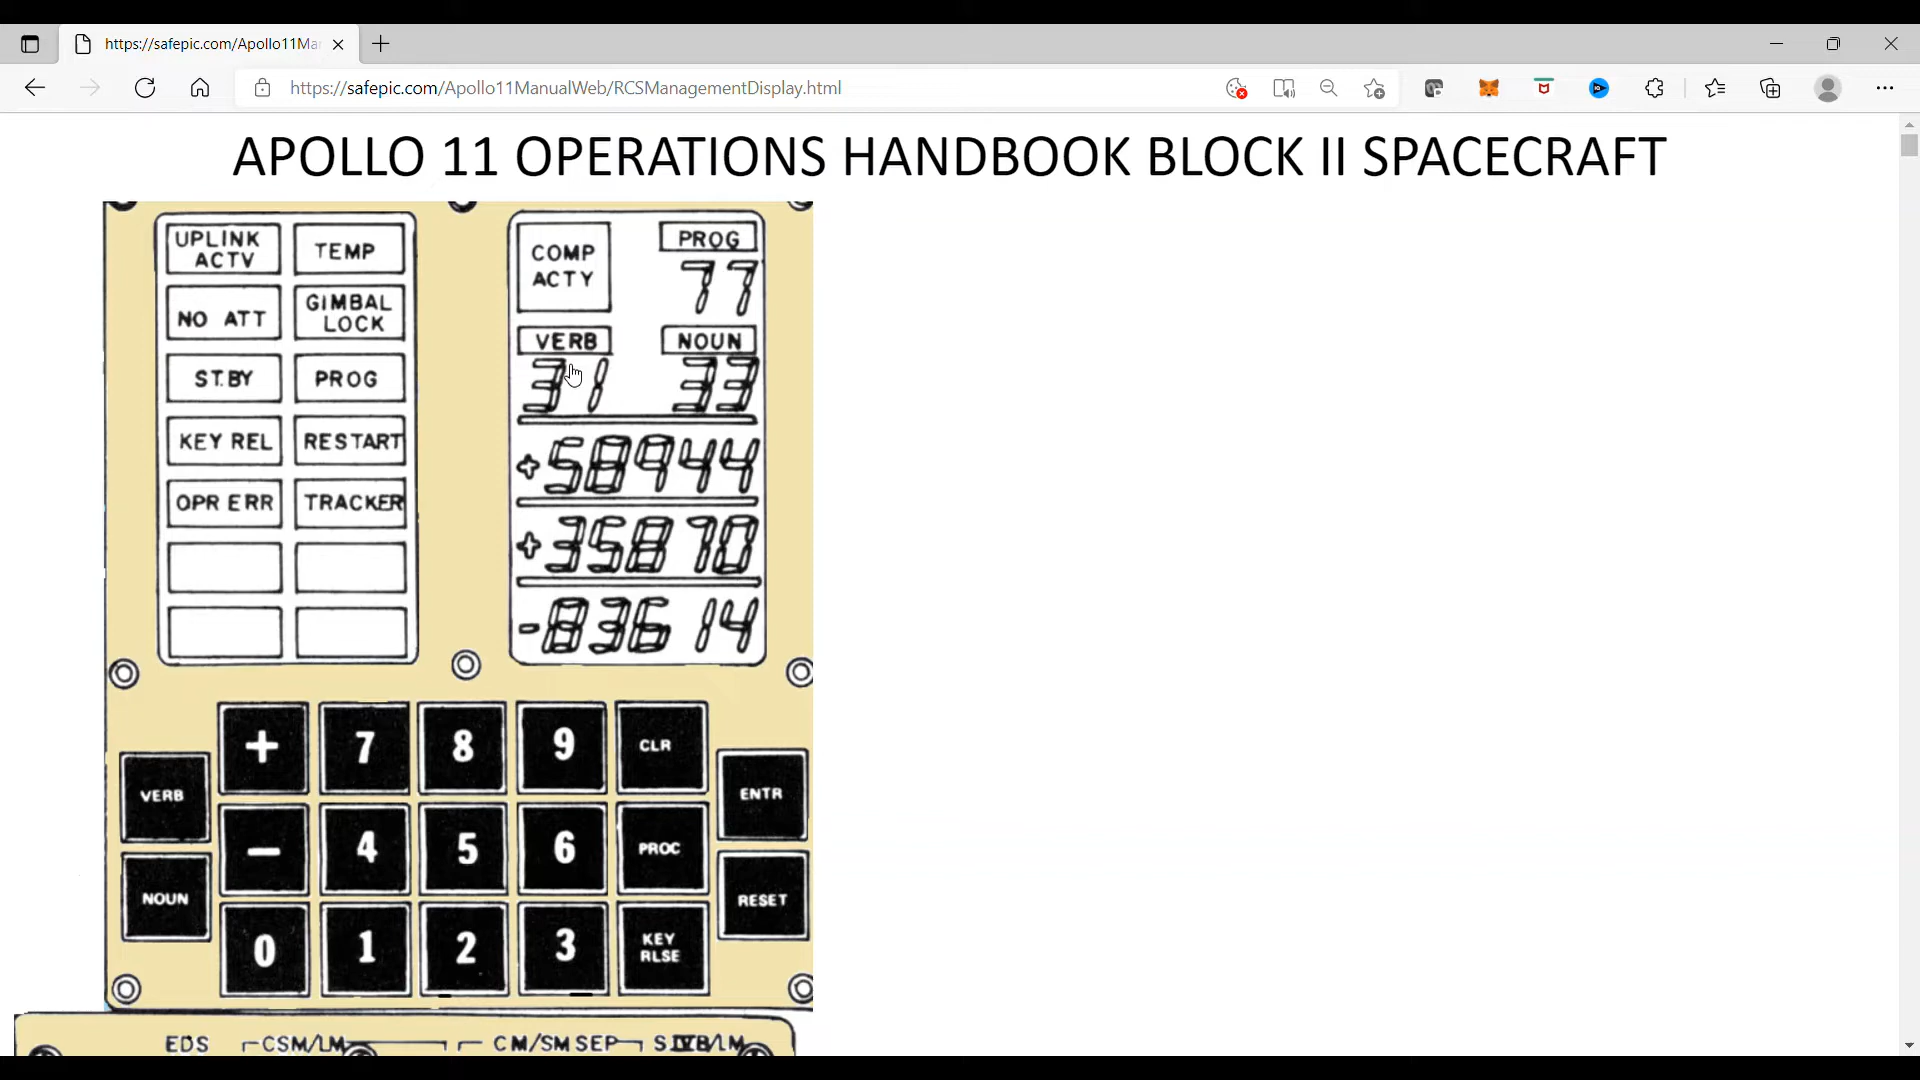 https://safepic.com/Apollo11Ma
https://safepic.com/Apollo11ManualWeb/RCSManagementDisplay.html
APOLLO 11 OPERATIONS HANDBOOK BLOCK II SPACECRAFT
UPLINK
ACTV
TEMP
NO ATT
GIMBAL
LOCK
ST.BY
PROG
KEY REL
RESTART
OPR ERR
TRACKER
COMP
ACTY
PROG
77
VERB
NOUN
31
33
+58944
+35870
-83614
+
7
8
9
CLR
VERB
ENTR
-
4
5
6
PROC
NOUN
RESET
0
1
2
3
KEY
RLSE
EDS
CSM/LM
CM/SM SEP